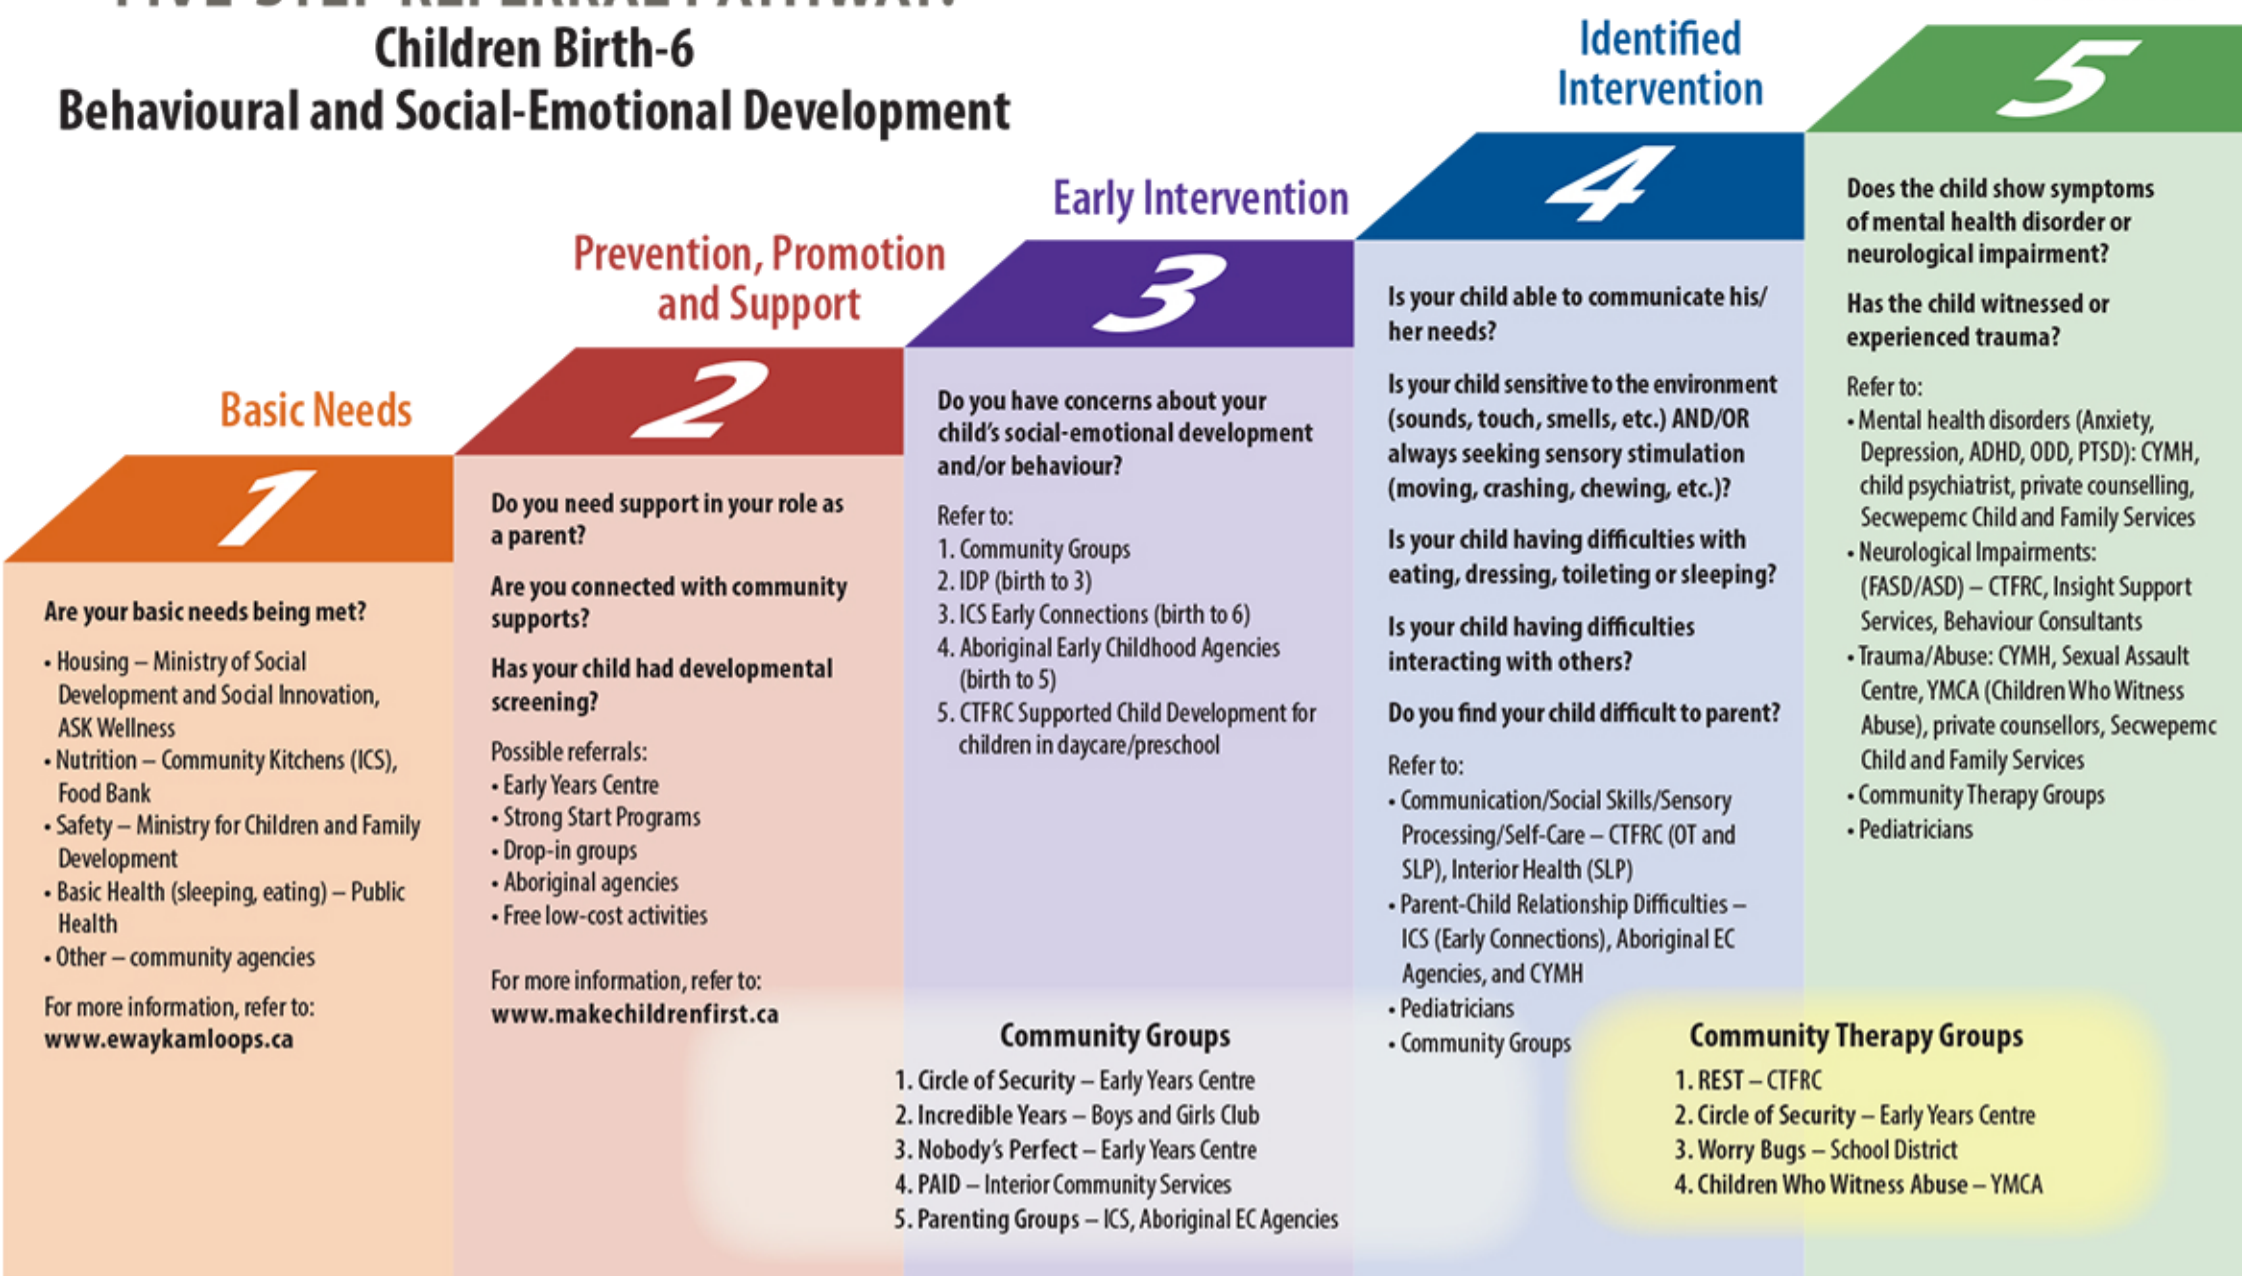 FIVE-STEP REFERRAL PATHWAY:
Children Birth-6
Behavioural and Social-Emotional Development
Basic Needs
1
Are your basic needs being met?
• Housing – Ministry of Social
Development and Social Innovation,
ASK Wellness
• Nutrition – Community Kitchens (ICS),
Food Bank
• Safety – Ministry for Children and Family
Development
• Basic Health (sleeping, eating) – Public
Health
• Other – community agencies
For more information, refer to:
www.ewaykamloops.ca
Prevention, Promotion
and Support
2
Do you need support in your role as
a parent?
Are you connected with community
supports?
Has your child had developmental
screening?
Possible referrals:
• Early Years Centre
• Strong Start Programs
• Drop-in groups
• Aboriginal agencies
• Free low-cost activities
For more information, refer to:
www.makechildrenfirst.ca
Early Intervention
3
Do you have concerns about your
child's social-emotional development
and/or behaviour?
Refer to:
1. Community Groups
2. IDP (birth to 3)
3. ICS Early Connections (birth to 6)
4. Aboriginal Early Childhood Agencies
(birth to 5)
5. CTFRC Supported Child Development for
children in daycare/preschool
Identified
Intervention
4
Is your child able to communicate his/
her needs?
Is your child sensitive to the environment
(sounds, touch, smells, etc.) AND/OR
always seeking sensory stimulation
(moving, crashing, chewing, etc.)?
Is your child having difficulties with
eating, dressing, toileting or sleeping?
Is your child having difficulties
interacting with others?
Do you find your child difficult to parent?
Refer to:
• Communication/Social Skills/Sensory
Processing/Self-Care – CTFRC (OT and
SLP), Interior Health (SLP)
• Parent-Child Relationship Difficulties –
ICS (Early Connections), Aboriginal EC
Agencies, and CYMH
• Pediatricians
• Community Groups
5
Does the child show symptoms
of mental health disorder or
neurological impairment?
Has the child witnessed or
experienced trauma?
Refer to:
• Mental health disorders (Anxiety,
Depression, ADHD, ODD, PTSD): CYMH,
child psychiatrist, private counselling,
Secwepemc Child and Family Services
• Neurological Impairments:
(FASD/ASD) – CTFRC, Insight Support
Services, Behaviour Consultants
• Trauma/Abuse: CYMH, Sexual Assault
Centre, YMCA (Children Who Witness
Abuse), private counsellors, Secwepemc
Child and Family Services
• Community Therapy Groups
• Pediatricians
Community Groups
1. Circle of Security – Early Years Centre
2. Incredible Years – Boys and Girls Club
3. Nobody's Perfect – Early Years Centre
4. PAID – Interior Community Services
5. Parenting Groups – ICS, Aboriginal EC Agencies
Community Therapy Groups
1. REST – CTFRC
2. Circle of Security – Early Years Centre
3. Worry Bugs – School District
4. Children Who Witness Abuse – YMCA